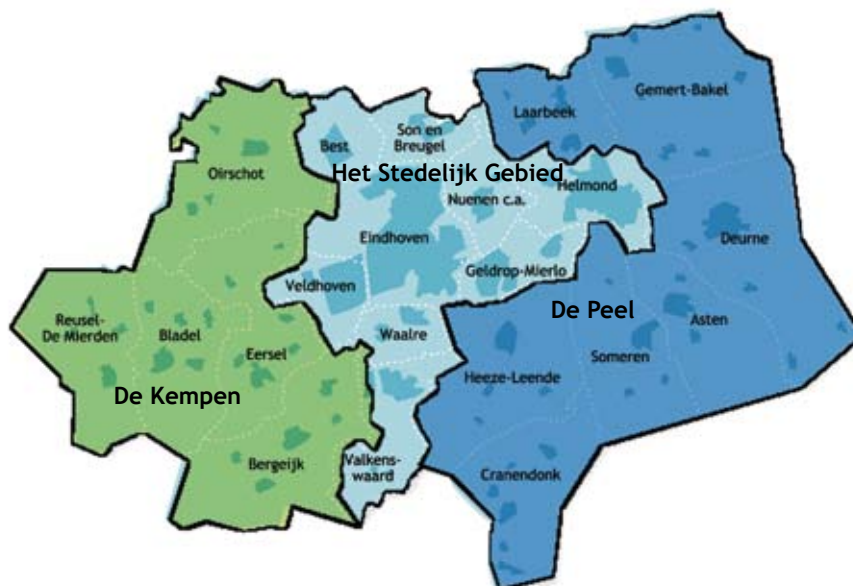 Gemert-Bakel
Laarbeek
Son en
Breugel
Best
Oirschot
Het Stedelijk Gebied
Helmond
Nuenen c.a.
Eindhoven
Deurne
Geldrop-Mierlo
Veldhoven
De Peel
Asten
Reusel-
De Mierden
Bladel
Eersel
Waalre
Someren
Heeze-Leende
De Kempen
Bergeijk
Valkens-
waard
Cranendonk